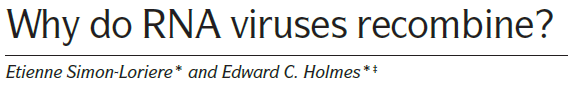 Why do RNA viruses recombine?
Etienne Simon-Loriere* and Edward C. Holmes*‡